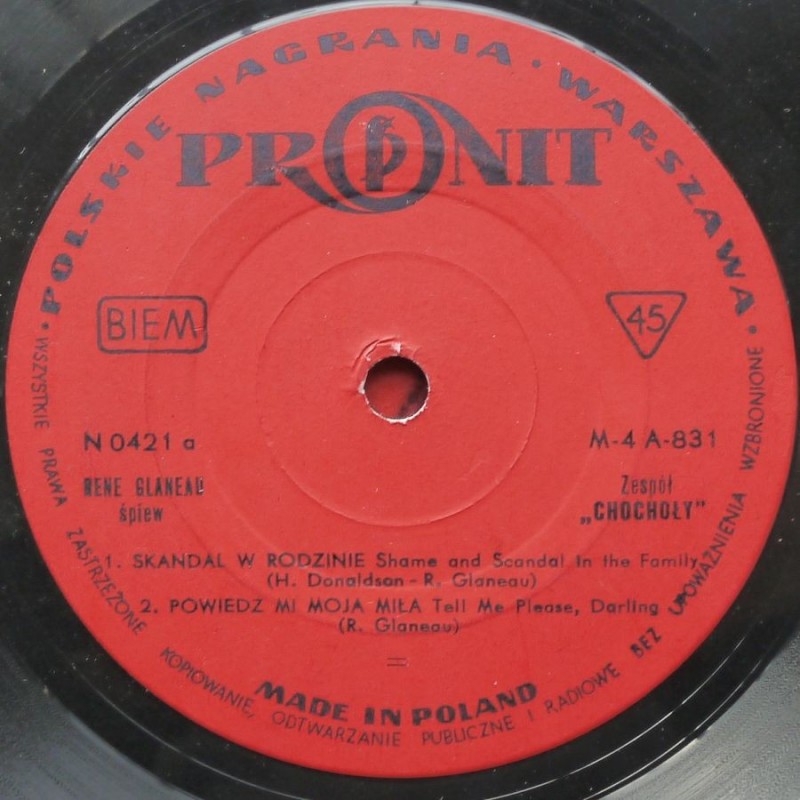 • POLSKIE NAGRANIA • WARSZAWA •
PRONIT
BIEM
45
N 0421 a
M-4 A-831
RENE GLANEAU
śpiew
Zespół
„CHOCHOŁY”
1. SKANDAL W RODZINIE Shame and Scandal In the Family
(H. Donaldson - R. Glaneau)
2. POWIEDZ MI MOJA MIŁA Tell Me Please, Darling
(R. Glaneau)
=
MADE IN POLAND
WSZYSTKIE PRAWA ZASTRZEŻONE KOPIOWANIE, ODTWARZANIE PUBLICZNE I RADIOWE BEZ UPOWAŻNIENIA WZBRONIONE